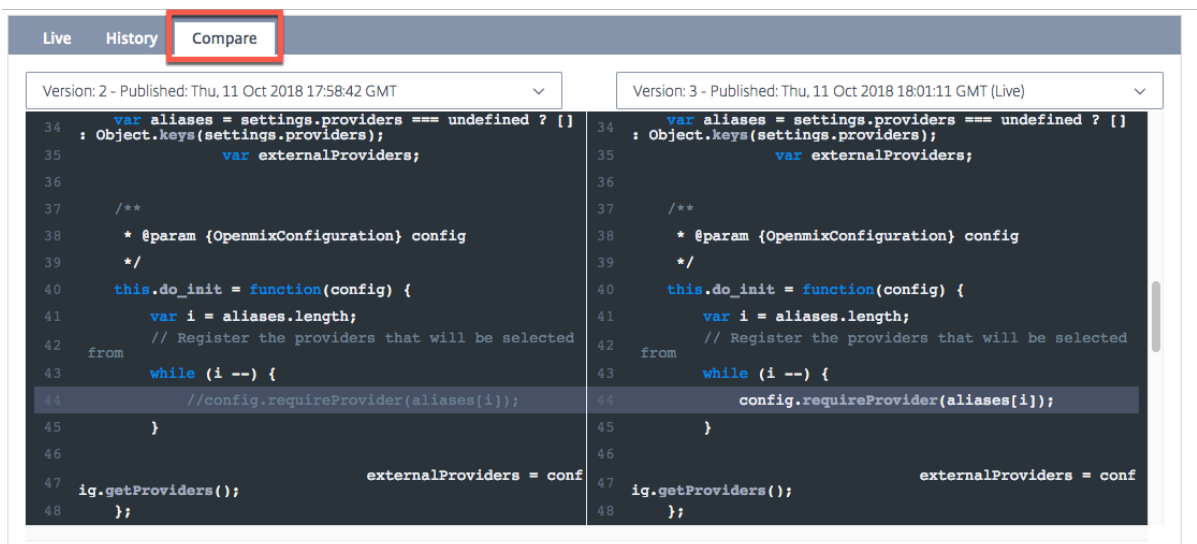 Live History Compare
Version: 2 - Published: Thu, 11 Oct 2018 17:58:42 GMT
34 var aliases = settings.providers === undefined ? []
: Object.keys(settings.providers);
35 var externalProviders;
36
37 /**
38 * @param {OpenmixConfiguration} config
39 */
40 this.do_init = function(config) {
41 var i = aliases.length;
42 // Register the providers that will be selected
from
43 while (i --) {
44 //config.requireProvider(aliases[i]);
45 }
46
47 externalProviders = conf
ig.getProviders();
48 };
Version: 3 - Published: Thu, 11 Oct 2018 18:01:11 GMT (Live)
34 var aliases = settings.providers === undefined ? []
: Object.keys(settings.providers);
35 var externalProviders;
36
37 /**
38 * @param {OpenmixConfiguration} config
39 */
40 this.do_init = function(config) {
41 var i = aliases.length;
42 // Register the providers that will be selected
from
43 while (i --) {
44 config.requireProvider(aliases[i]);
45 }
46
47 externalProviders = conf
ig.getProviders();
48 };